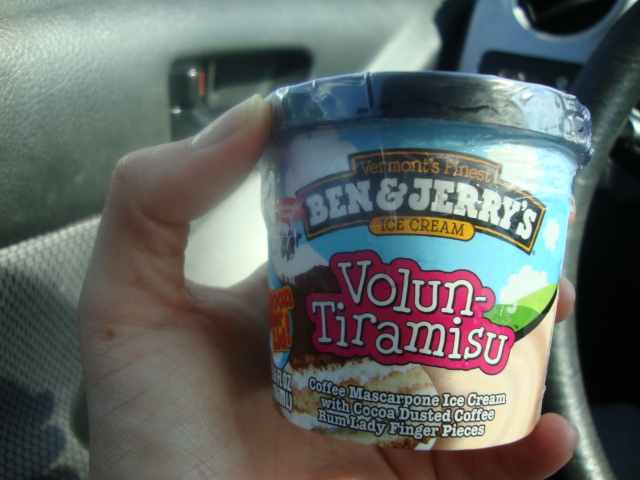 Vermont's Finest
BEN & JERRY'S
ICE CREAM
Volun-
Tiramisu
Coffee Mascarpone Ice Cream
with Cocoa Dusted Coffee
Rum Lady Finger Pieces